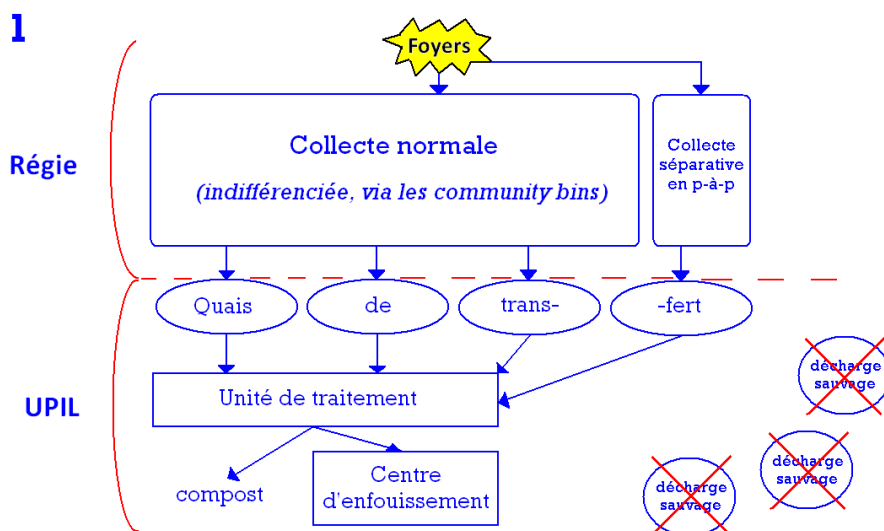 1
Foyers
Régie
Collecte normale
(indifférenciée, via les community bins)
Collecte
séparative
en p-à-p
Quais
de
trans-
-fert
UPIL
Unité de traitement
compost
Centre
d'enfouissement
décharge
sauvage
décharge
sauvage
décharge
sauvage